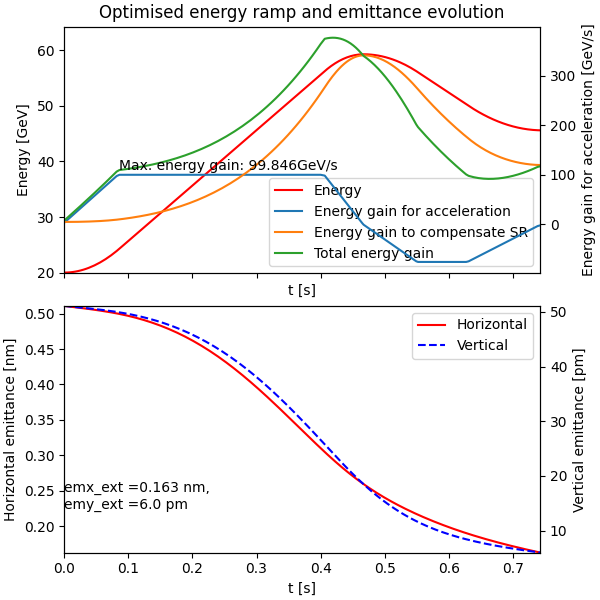 Optimised energy ramp and emittance evolution
60
50
40
30
20
Energy [GeV]
300
200
100
0
Energy gain for acceleration [GeV/s]
Max. energy gain: 99.846GeV/s
Energy
Energy gain for acceleration
Energy gain to compensate SR
Total energy gain
t [s]
0.50
0.45
0.40
0.35
0.30
0.25
0.20
Horizontal emittance [nm]
50
40
30
20
10
Vertical emittance [pm]
Horizontal
Vertical
emx_ext =0.163 nm,
emy_ext =6.0 pm
0.0 0.1 0.2 0.3 0.4 0.5 0.6 0.7
t [s]